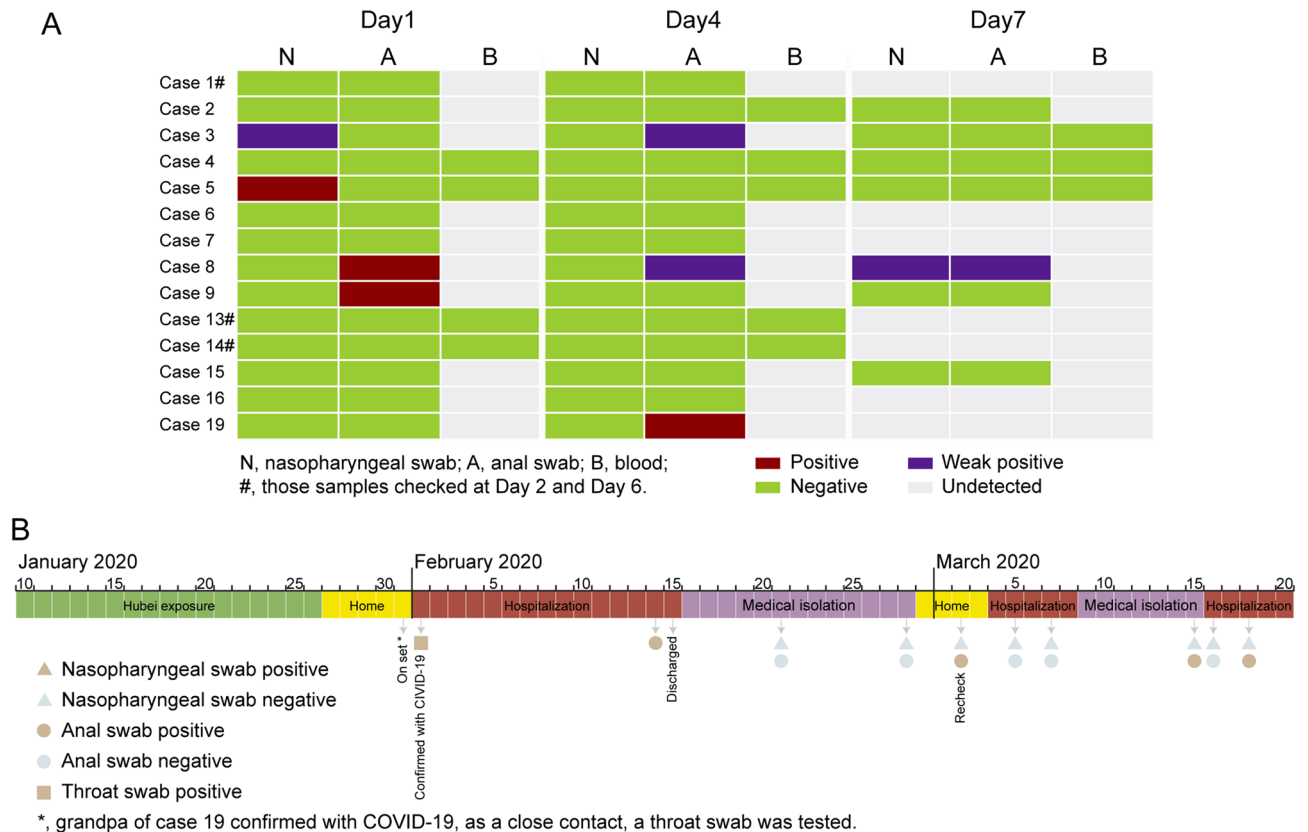 A
Day1 Day4 Day7
N A B N A B N A B
Case 1#
Case 2
Case 3
Case 4
Case 5
Case 6
Case 7
Case 8
Case 9
Case 13#
Case 14#
Case 15
Case 16
Case 19
N, nasopharyngeal swab; A, anal swab; B, blood;
#, those samples checked at Day 2 and Day 6.
Positive Weak positive
Negative Undetected
B
January 2020 February 2020 March 2020
10 15 20 25 30 5 10 15 20 25 5 10 15 20
Hubei exposure Home Hospitalization Medical isolation Home Hospitalization Medical isolation Hospitalization
On set *
Confirmed with CIVID-19
Discharged
Recheck
Nasopharyngeal swab positive
Nasopharyngeal swab negative
Anal swab positive
Anal swab negative
Throat swab positive
*, grandpa of case 19 confirmed with COVID-19, as a close contact, a throat swab was tested.